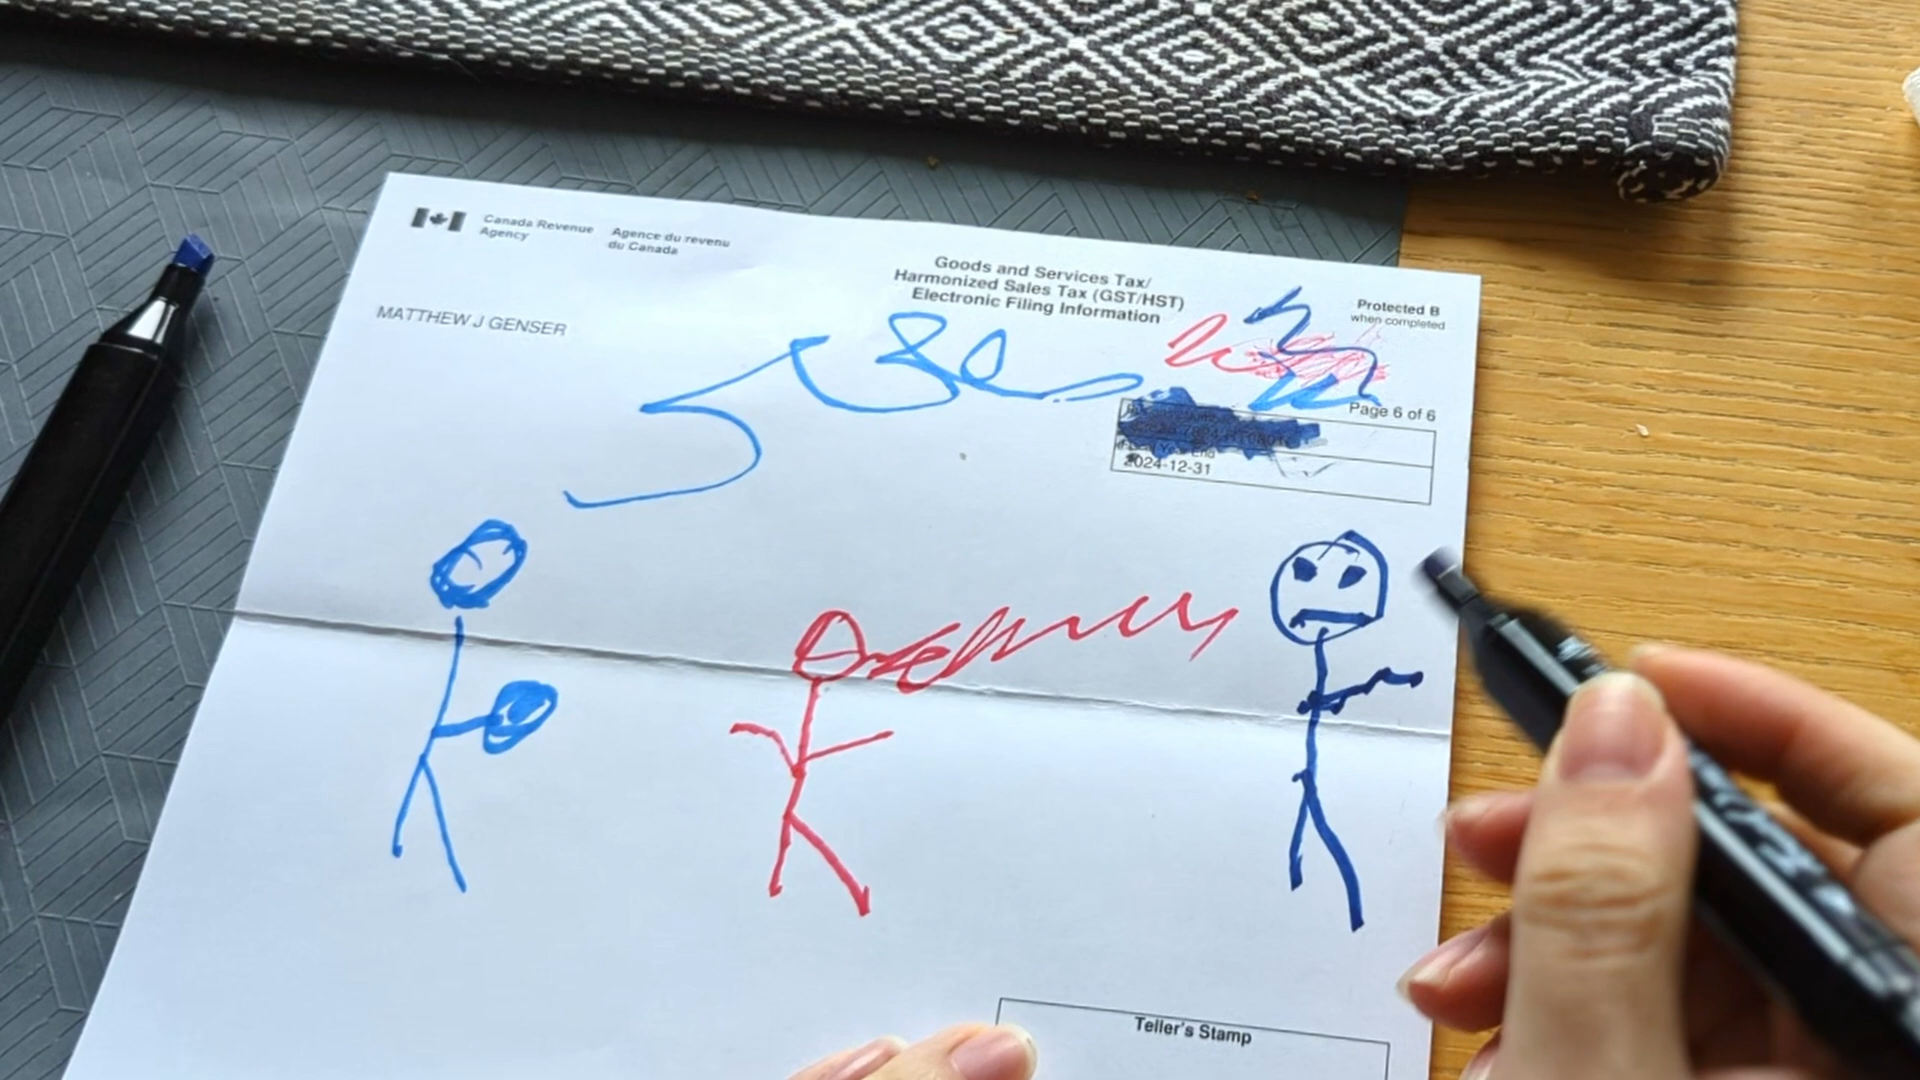 Canada Revenue
Agency
Agence du revenu
du Canada
Goods and Services Tax/
Harmonized Sales Tax (GST/HST)
Electronic Filing Information
Protected B
when completed
MATTHEW J GENSER
Page 6 of 6
End
2024-12-31
Teller's Stamp